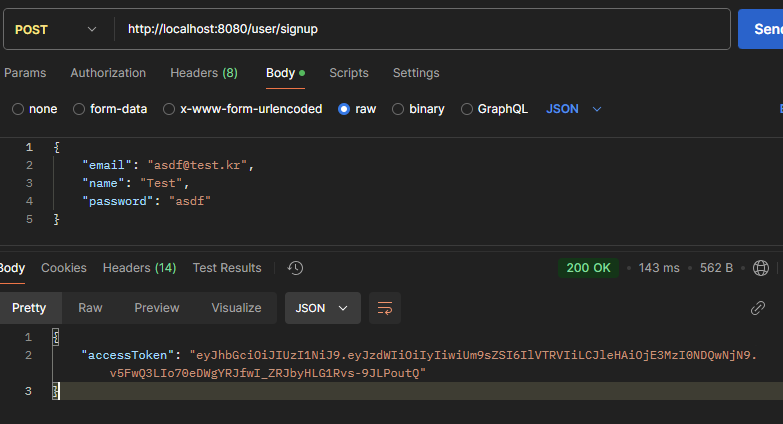 POST http://localhost:8080/user/signup Send
Params Authorization Headers (8) Body Scripts Settings
none form-data x-www-form-urlencoded raw binary GraphQL JSON
1 {
2 "email": "asdf@test.kr",
3 "name": "Test",
4 "password": "asdf"
5 }
Body Cookies Headers (14) Test Results 200 OK 143 ms 562 B
Pretty Raw Preview Visualize JSON
1 {
2 "accessToken": "eyJhbGciOiJIUzI1NiJ9.eyJzdWIiOiIyIiwiUm9sZSI6IlVTRVIiLCJleHAiOjE3MzI0NDQwNjN9.
v5FwQ3LIo70eDWgYRJfwI_ZRJbyHLG1Rvs-9JLPoutQ"
3 }